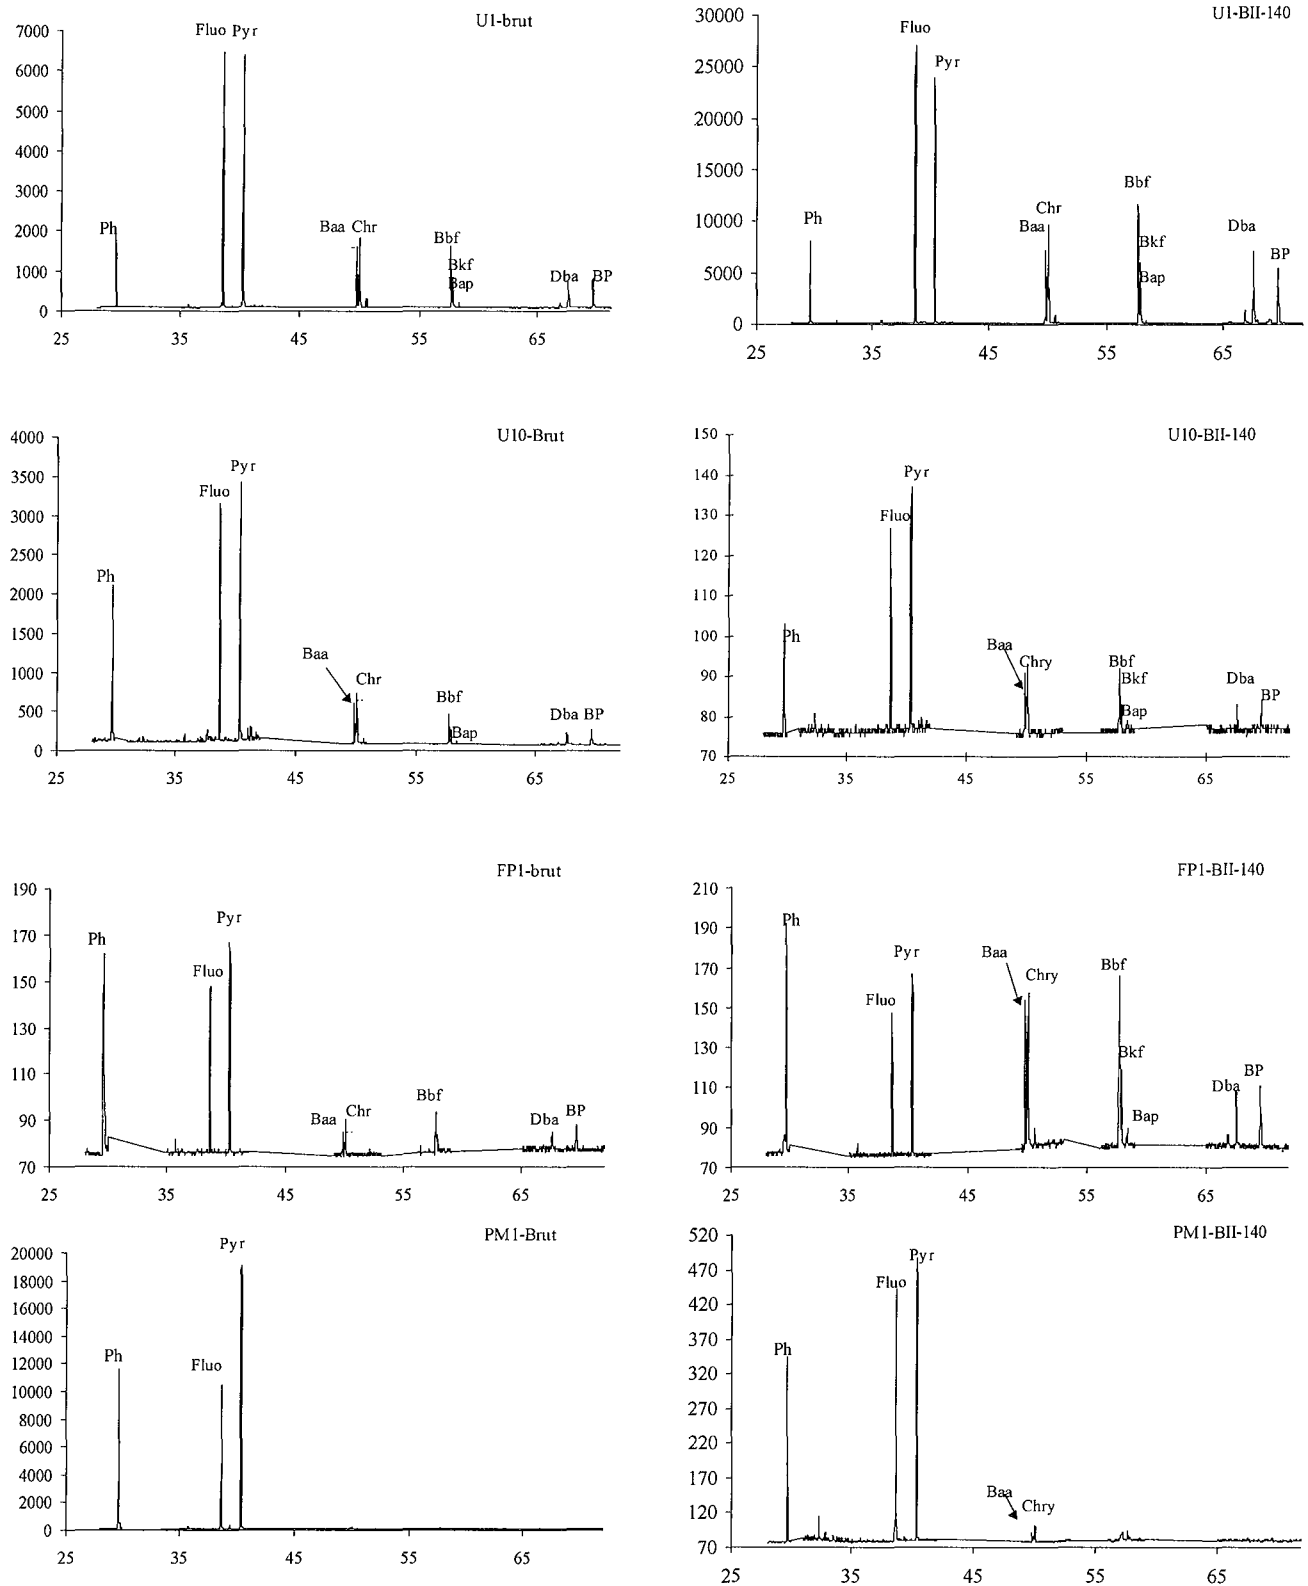 U1-brut
7000
6000
5000
4000
3000
2000
1000
0
Fluo Pyr
Ph
Baa Chr
Bbf
Bkf
Bap
Dba BP
25 35 45 55 65
U1-BII-140
30000
25000
20000
15000
10000
5000
0
Fluo
Pyr
Ph
Chr
Baa
Bbf
Bkf
Bap
Dba
BP
25 35 45 55 65
U10-Brut
4000
3500
3000
2500
2000
1500
1000
500
0
Pyr
Fluo
Ph
Baa
Chr
Bbf
Bap
Dba BP
25 35 45 55 65
U10-BII-140
150
140
130
120
110
100
90
80
70
Pyr
Fluo
Ph
Baa
Chry
Bbf
Bkf
Bap
Dba
BP
25 35 45 55 65
FP1-brut
190
170
150
130
110
90
70
Pyr
Ph
Fluo
Baa Chr
Bbf
Dba BP
25 35 45 55 65
FP1-BII-140
210
190
170
150
130
110
90
70
Ph
Pyr
Fluo
Baa
Chry
Bbf
Bkf
Bap
Dba
BP
25 35 45 55 65
PM1-Brut
20000
18000
16000
14000
12000
10000
8000
6000
4000
2000
0
Pyr
Ph
Fluo
25 35 45 55 65
PM1-BII-140
520
470
420
370
320
270
220
170
120
70
Pyr
Fluo
Ph
Baa
Chry
25 35 45 55 65